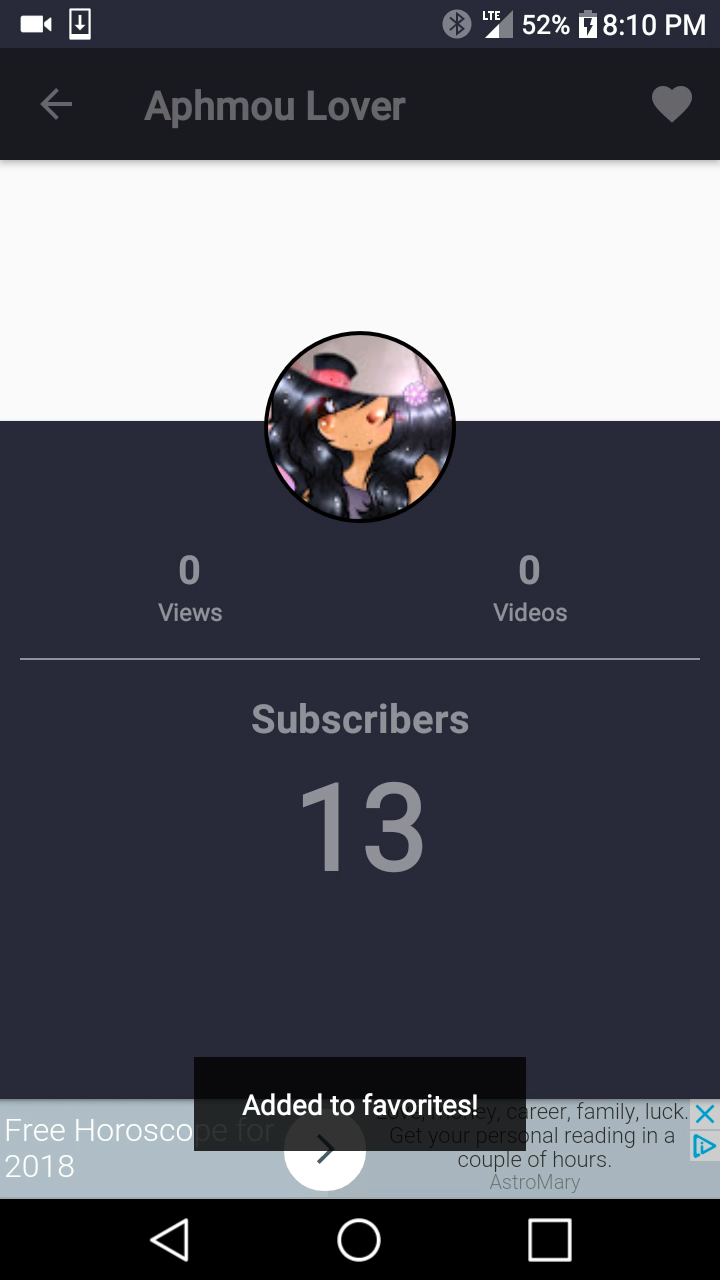 LTE 52% 8:10 PM
Aphmou Lover
0 0
Views Videos
Subscribers
13
Added to favorites!
Free Horoscope for
2018
career, family, luck.
Get your personal reading in a
couple of hours.
AstroMary